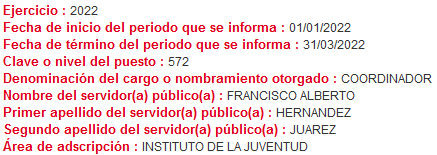 Ejercicio : 2022
Fecha de inicio del periodo que se informa : 01/01/2022
Fecha de término del periodo que se informa : 31/03/2022
Clave o nivel del puesto : 572
Denominación del cargo o nombramiento otorgado : COORDINADOR
Nombre del servidor(a) público(a) : FRANCISCO ALBERTO
Primer apellido del servidor(a) público(a) : HERNANDEZ
Segundo apellido del servidor(a) público(a) : JUAREZ
Área de adscripción : INSTITUTO DE LA JUVENTUD